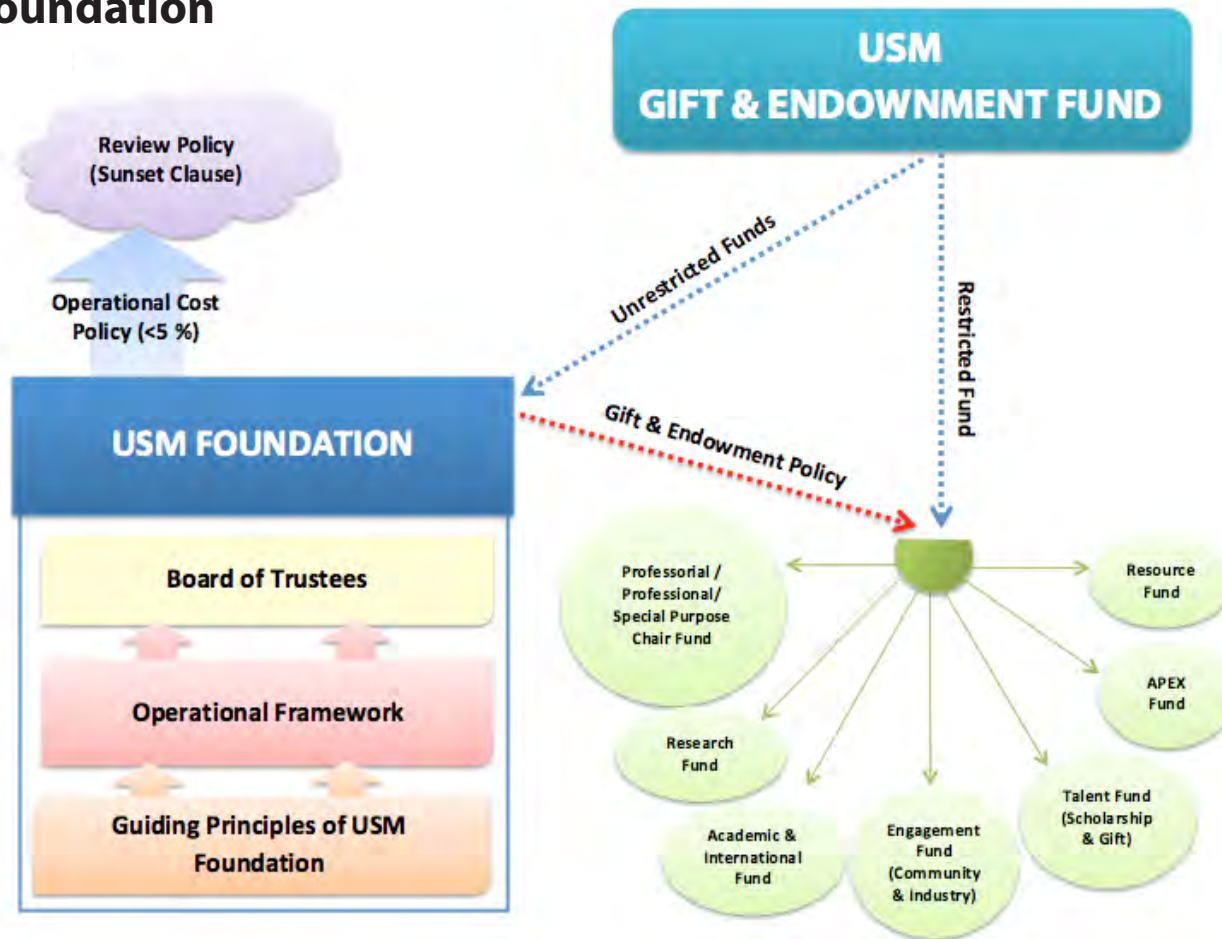 oundation
USM
GIFT & ENDOWNMENT FUND
Review Policy
(Sunset Clause)
Operational Cost
Policy (<5 %)
Unrestricted Funds
Restricted Fund
Gift & Endowment Policy
USM FOUNDATION
Board of Trustees
Operational Framework
Guiding Principles of USM
Foundation
Professorial /
Professional/
Special Purpose
Chair Fund
Research
Fund
Academic &
International
Fund
Engagement
Fund
(Community
& Industry)
Talent Fund
(Scholarship
& Gift)
APEX
Fund
Resource
Fund